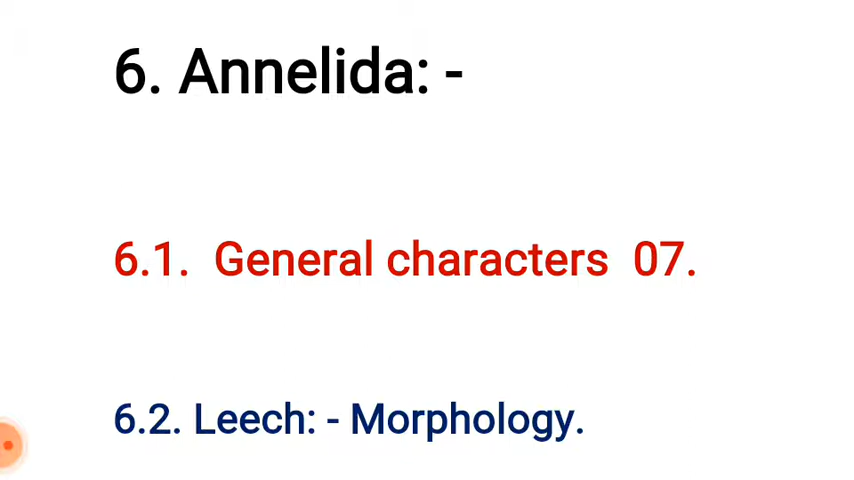 6. Annelida: -
6.1. General characters 07.
6.2. Leech: - Morphology.